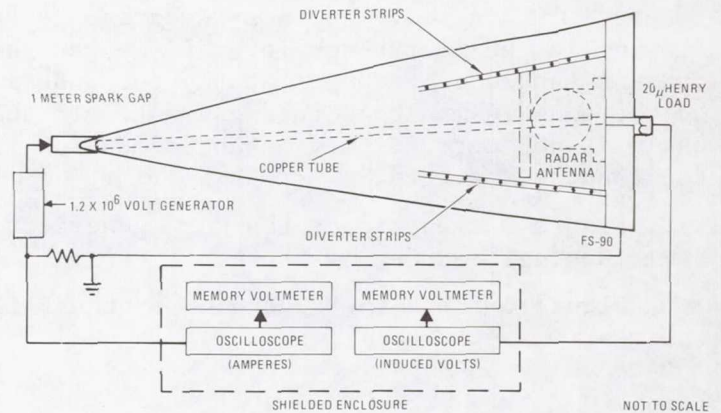 DIVERTER STRIPS
1 METER SPARK GAP
20µHENRY
LOAD
COPPER TUBE
RADAR
ANTENNA
1.2 X 10⁶ VOLT GENERATOR
DIVERTER STRIPS
FS-90
MEMORY VOLTMETER
MEMORY VOLTMETER
OSCILLOSCOPE
(AMPERES)
OSCILLOSCOPE
(INDUCED VOLTS)
SHIELDED ENCLOSURE
NOT TO SCALE